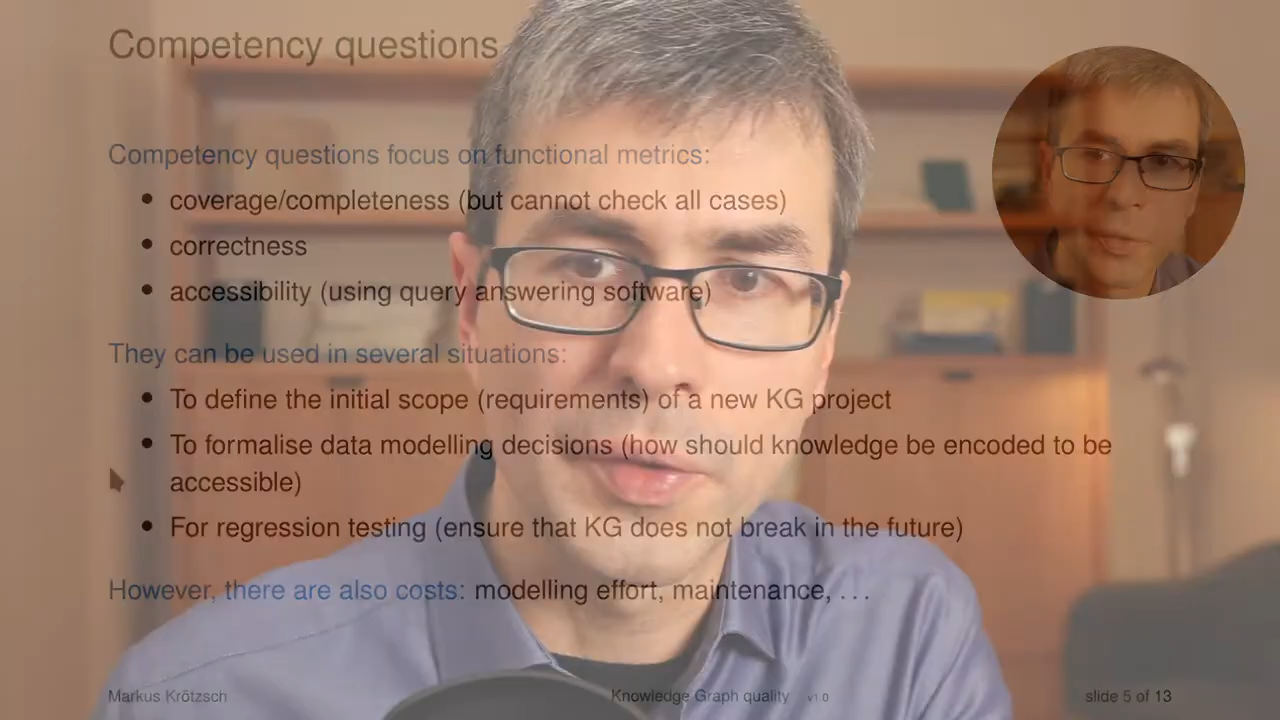 Competency questions
Competency questions focus on functional metrics:
• coverage/completeness (but cannot check all cases)
• correctness
• accessibility (using query answering software)
They can be used in several situations:
• To define the initial scope (requirements) of a new KG project
• To formalise data modelling decisions (how should knowledge be encoded to be
accessible)
• For regression testing (ensure that KG does not break in the future)
However, there are also costs: modelling effort, maintenance, . . .
Markus Krötzsch Knowledge Graph quality v1.0 slide 5 of 13